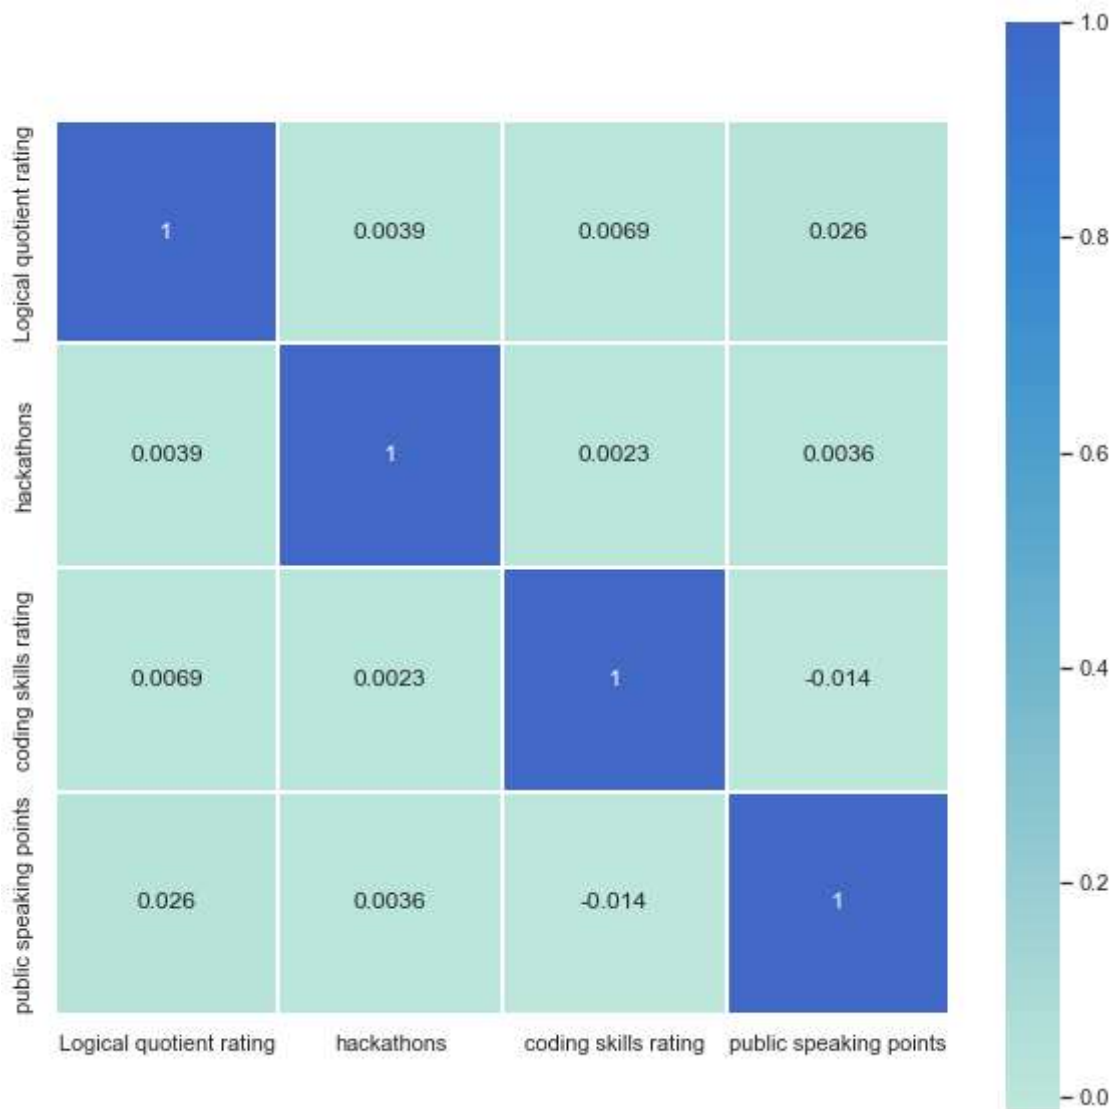 1.0
Logical quotient rating
1 0.0039 0.0069 0.026
0.8
hackathons
0.0039 1 0.0023 0.0036
0.6
coding skills rating
0.0069 0.0023 1 -0.014
0.4
public speaking points
0.026 0.0036 -0.014 1
0.2
Logical quotient rating hackathons coding skills rating public speaking points
0.0